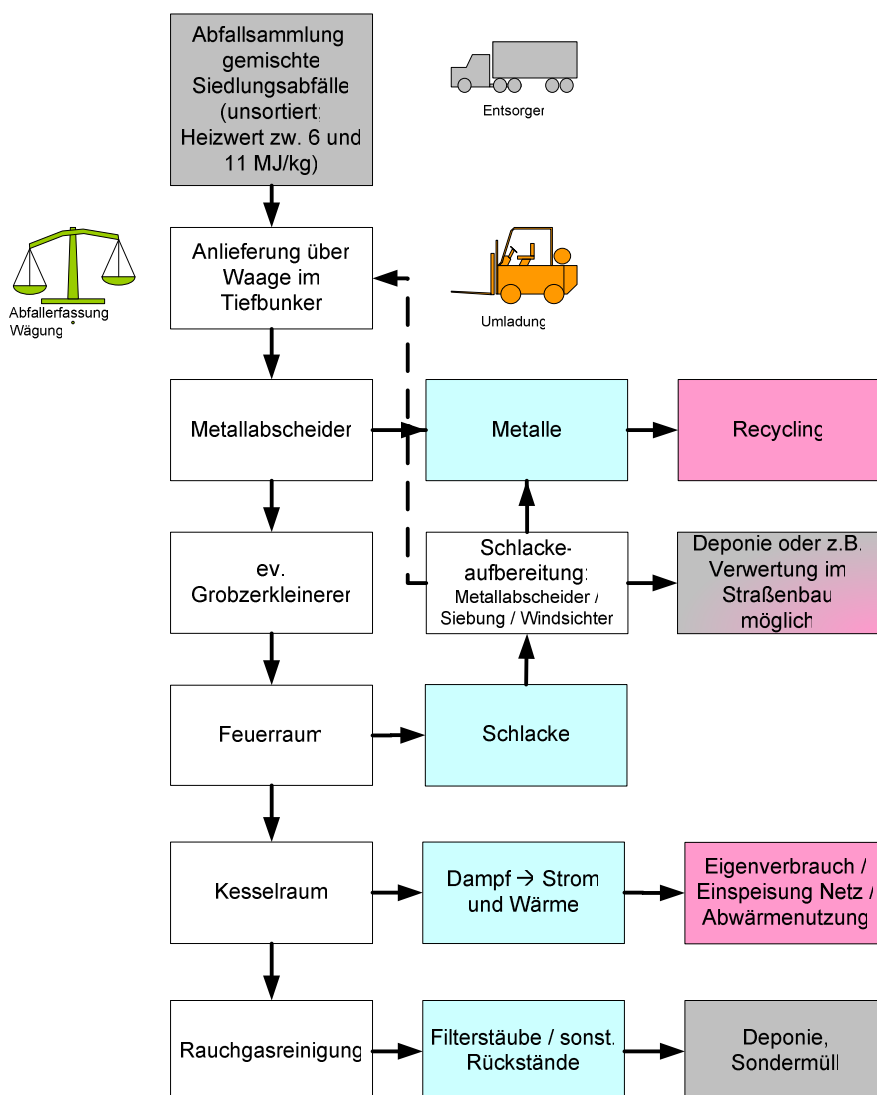 Abfallsammlung
gemischte
Siedlungsabfälle
(unsortiert;
Heizwert zw. 6 und
11 MJ/kg)
Entsorger
Anlieferung über
Waage im
Tiefbunker
Abfallerfassung
Wägung
Umladung
Metallabscheider
Metalle
Recycling
ev.
Grobzerkleinerer
Schlacke-
aufbereitung:
Metallabscheider /
Siebung / Windsichter
Deponie oder z.B.
Verwertung im
Straßenbau
möglich
Feuerraum
Schlacke
Kesselraum
Dampf → Strom
und Wärme
Eigenverbrauch /
Einspeisung Netz /
Abwärmenutzung
Rauchgasreinigung
Filterstäube / sonst.
Rückstände
Deponie,
Sondermüll